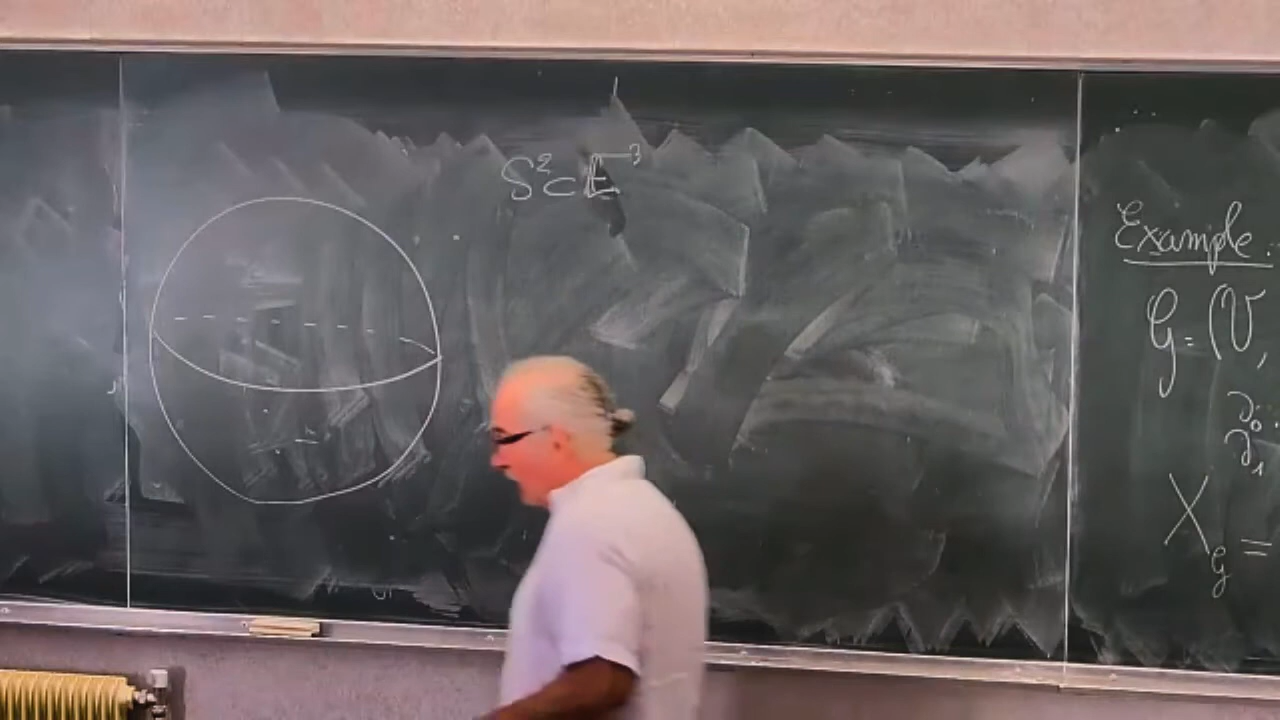 S²⊂𝔼³
Example.
G = (V,
∂₀:
∂₁
X_G =